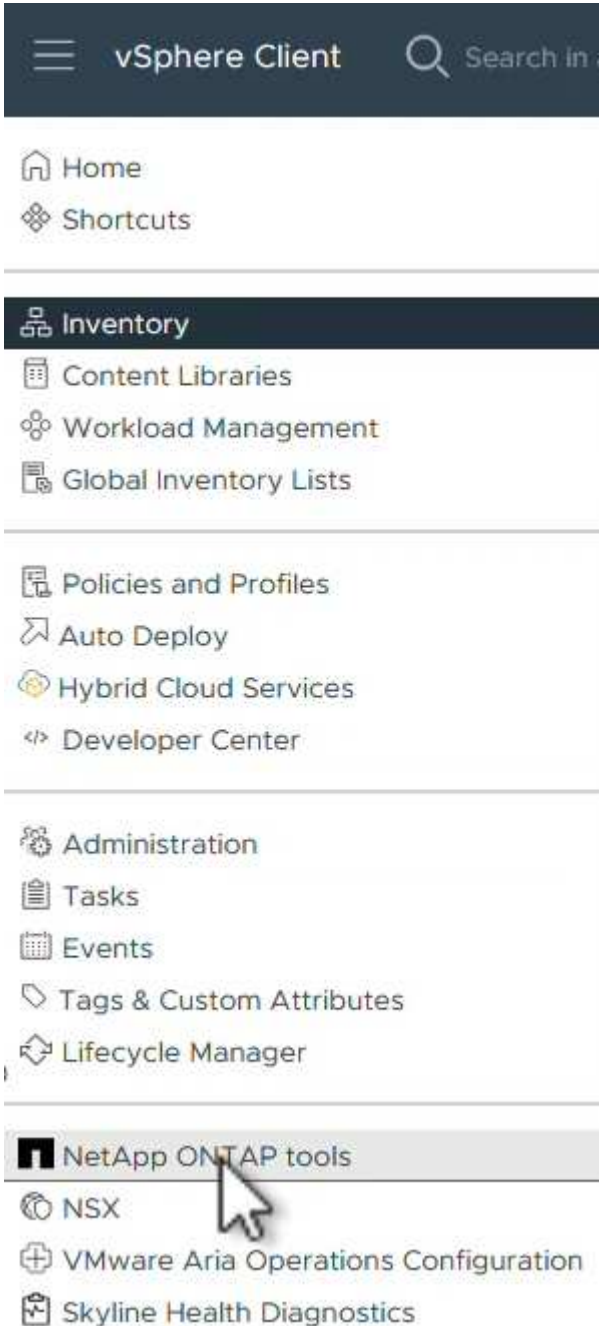 vSphere Client
Search in
Home
Shortcuts
Inventory
Content Libraries
Workload Management
Global Inventory Lists
Policies and Profiles
Auto Deploy
Hybrid Cloud Services
</> Developer Center
Administration
Tasks
Events
Tags & Custom Attributes
Lifecycle Manager
NetApp ONTAP tools
NSX
VMware Aria Operations Configuration
Skyline Health Diagnostics